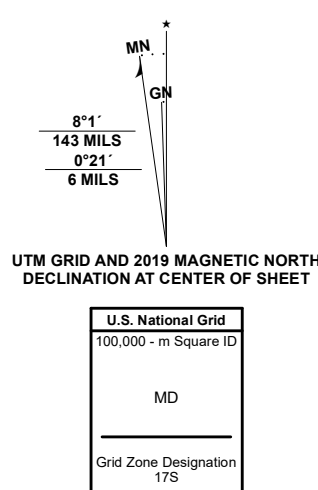 ★
MN
GN
8°1´
143 MILS
0°21´
6 MILS
UTM GRID AND 2019 MAGNETIC NORTH
DECLINATION AT CENTER OF SHEET
U.S. National Grid
100,000 - m Square ID
MD
Grid Zone Designation
17S